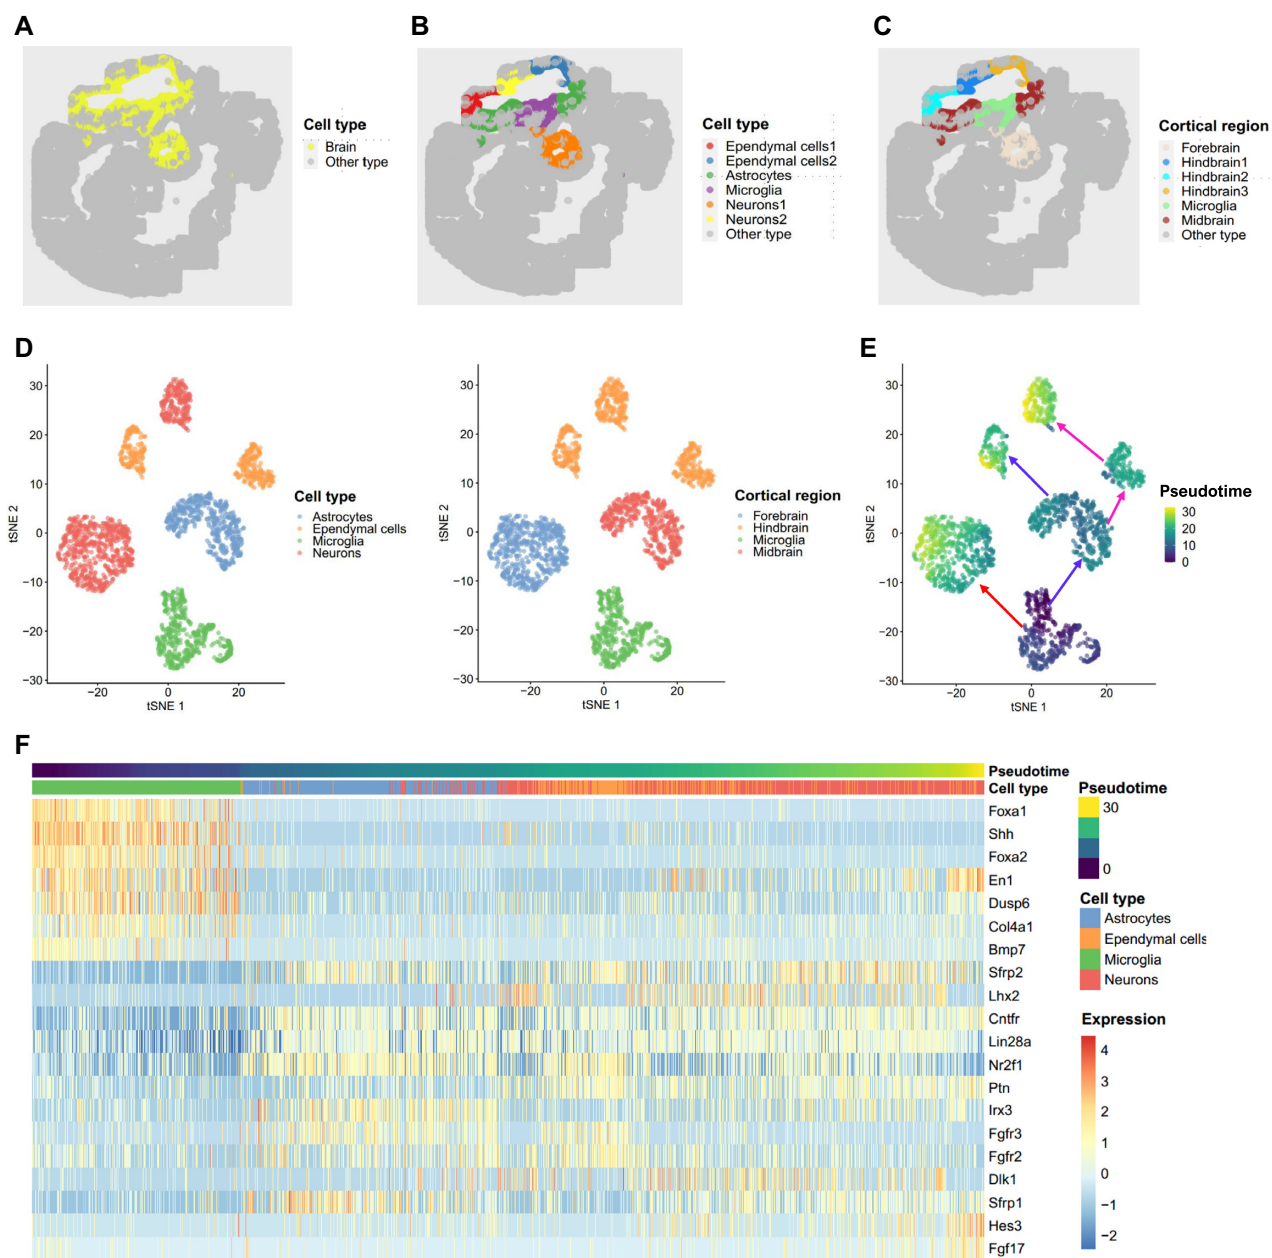 A
B
C
Cell type
Brain
Other type
Cell type
Ependymal cells1
Ependymal cells2
Astrocytes
Microglia
Neurons1
Neurons2
Other type
Cortical region
Forebrain
Hindbrain1
Hindbrain2
Hindbrain3
Microglia
Midbrain
Other type
D
E
30
20
10
0
−10
−20
−30
tSNE 2
−20
0
20
tSNE 1
Cell type
Astrocytes
Ependymal cells
Microglia
Neurons
30
20
10
0
−10
−20
−30
tSNE 2
−20
0
20
tSNE 1
Cortical region
Forebrain
Hindbrain
Microglia
Midbrain
30
20
10
0
−10
−20
−30
tSNE 2
−20
0
20
tSNE 1
Pseudotime
30
20
10
0
F
Pseudotime
Cell type
Foxa1
Shh
Foxa2
En1
Dusp6
Col4a1
Bmp7
Sfrp2
Lhx2
Cntfr
Lin28a
Nr2f1
Ptn
Irx3
Fgfr3
Fgfr2
Dlk1
Sfrp1
Hes3
Fgf17
Pseudotime
30
0
Cell type
Astrocytes
Ependymal cells
Microglia
Neurons
Expression
4
3
2
1
0
−1
−2